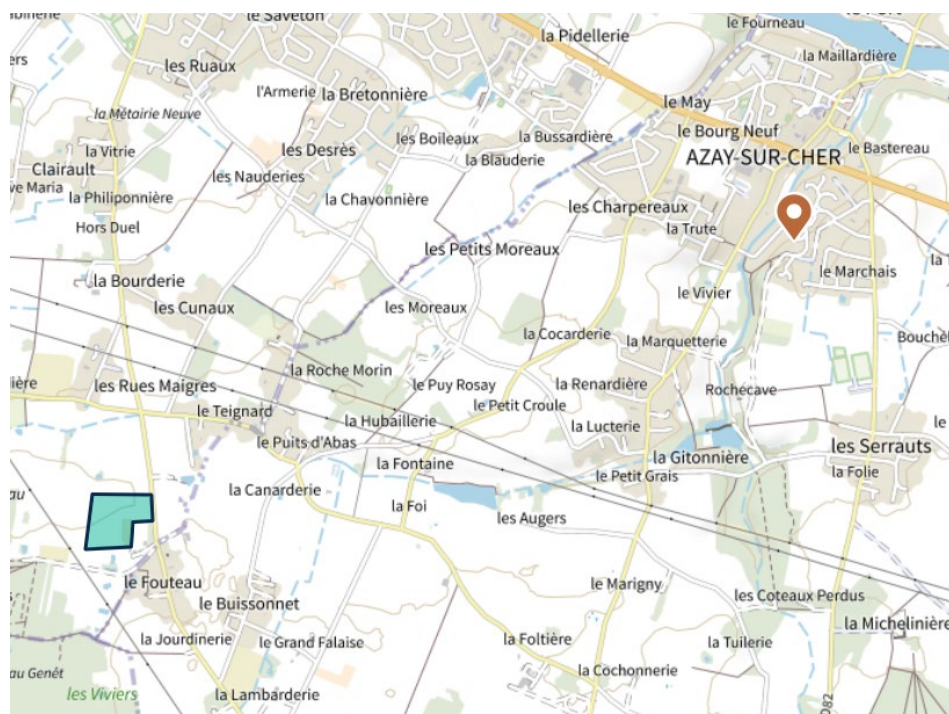 le Saveton
le Fourneau
la Pidellerie
la Maillardière
les Ruaux
l'Armerie
la Bretonnière
le May
la Métairie Neuve
les Boileaux
la Bussardière
le Bourg Neuf
le Bastereau
la Vitrie
les Desrès
la Blauderie
AZAY-SUR-CHER
Clairault
les Nauderies
la Philiponnière
la Chavonnière
les Charpereaux
la Trute
Hors Duel
les Petits Moreaux
le Marchais
la Bourderie
les Cunaux
les Moreaux
le Vivier
la Cocarderie
la Marquetterie
la Roche Morin
les Rues Maigres
le Puy Rosay
la Renardière
Rochecave
le Teignard
la Hubaillerie
le Petit Croule
la Lucterie
le Puits d'Abas
les Serrauts
la Fontaine
la Gitonnière
la Folie
le Petit Grais
la Canarderie
la Foi
les Augers
le Fouteau
le Marigny
les Coteaux Perdus
le Buissonnet
la Michelinière
la Jourdinerie
le Grand Falaise
la Foltière
la Tuilerie
la Cochonnerie
les Viviers
la Lambarderie
D82